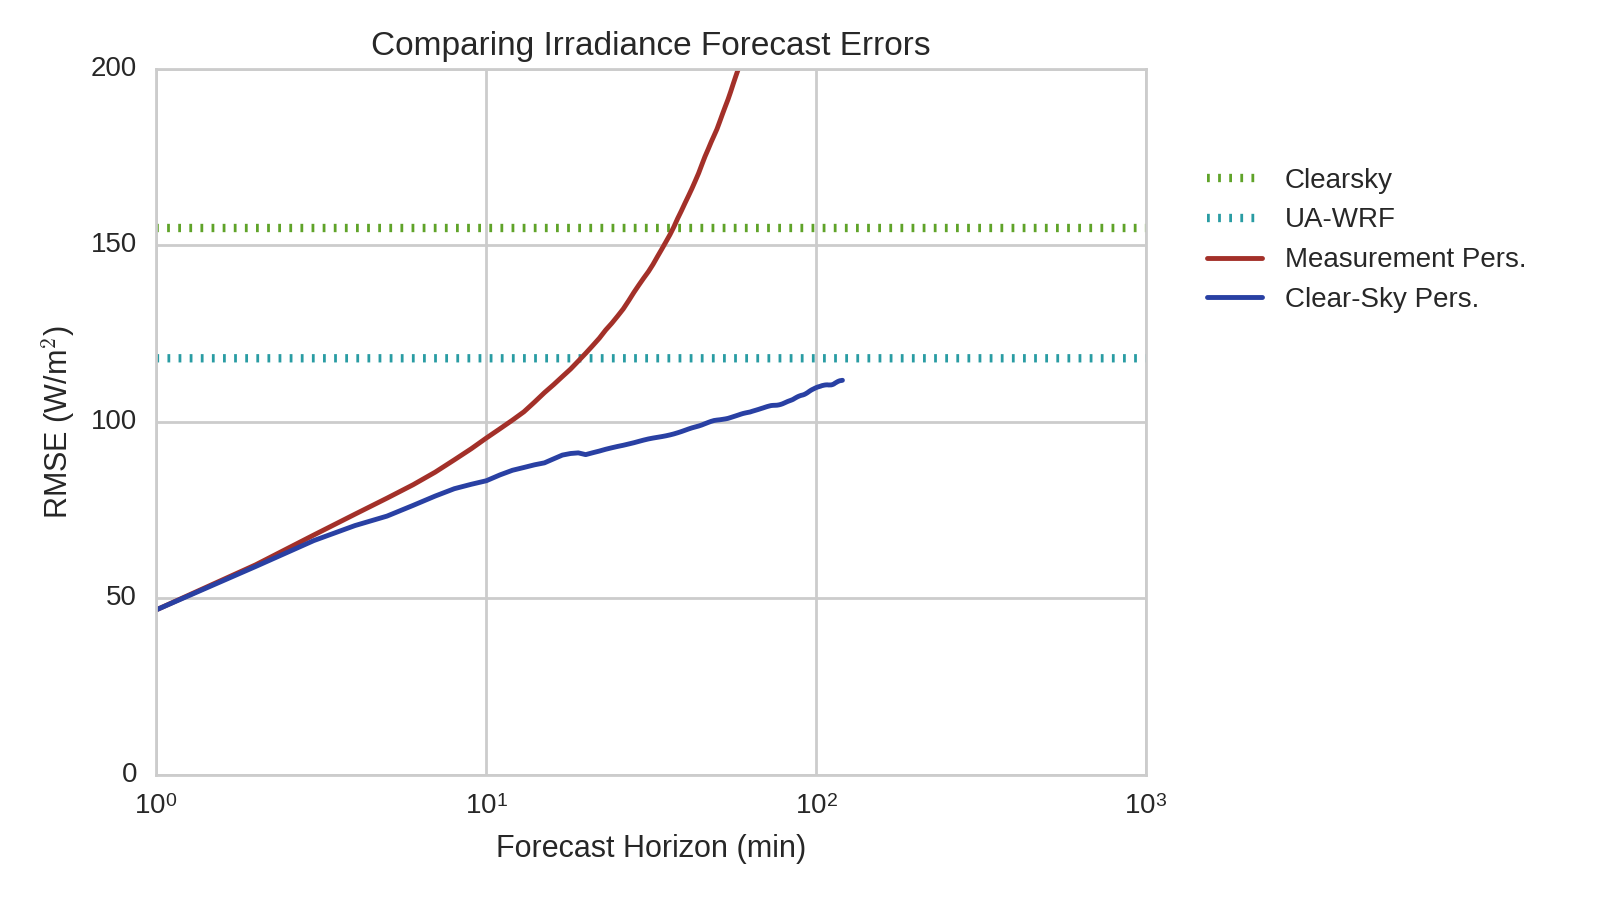 Comparing Irradiance Forecast Errors
200
150
100
50
0
RMSE (W/m²)
10⁰ 10¹ 10² 10³
Forecast Horizon (min)
Clearsky
UA-WRF
Measurement Pers.
Clear-Sky Pers.